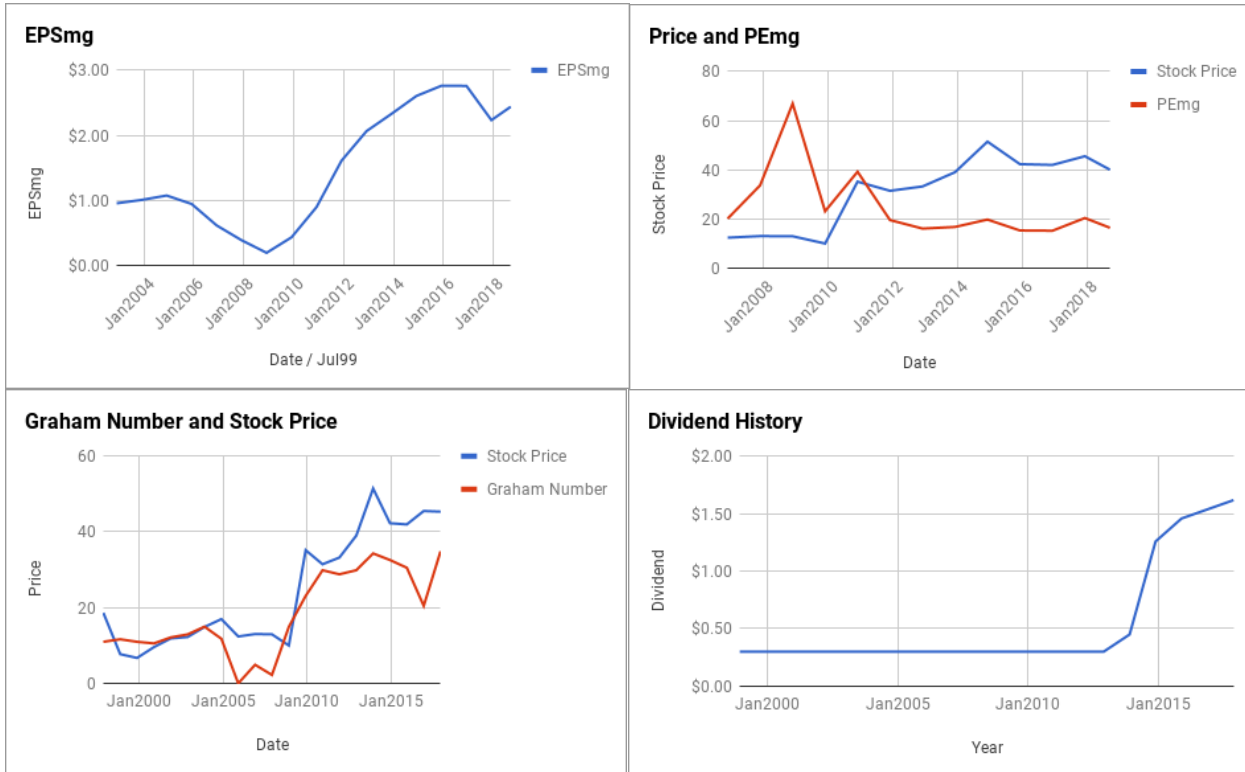 EPSmg
$3.00
$2.00
$1.00
$0.00
EPSmg
EPSmg
Jan2004
Jan2006
Jan2008
Jan2010
Jan2012
Jan2014
Jan2016
Jan2018
Date / Jul99
Price and PEmg
80
60
40
20
0
Stock Price
Stock Price
PEmg
Jan2008
Jan2010
Jan2012
Jan2014
Jan2016
Jan2018
Date
Graham Number and Stock Price
60
40
20
0
Price
Stock Price
Graham Number
Jan2000
Jan2005
Jan2010
Jan2015
Date
Dividend History
$2.00
$1.50
$1.00
$0.50
$0.00
Dividend
Jan2000
Jan2005
Jan2010
Jan2015
Year